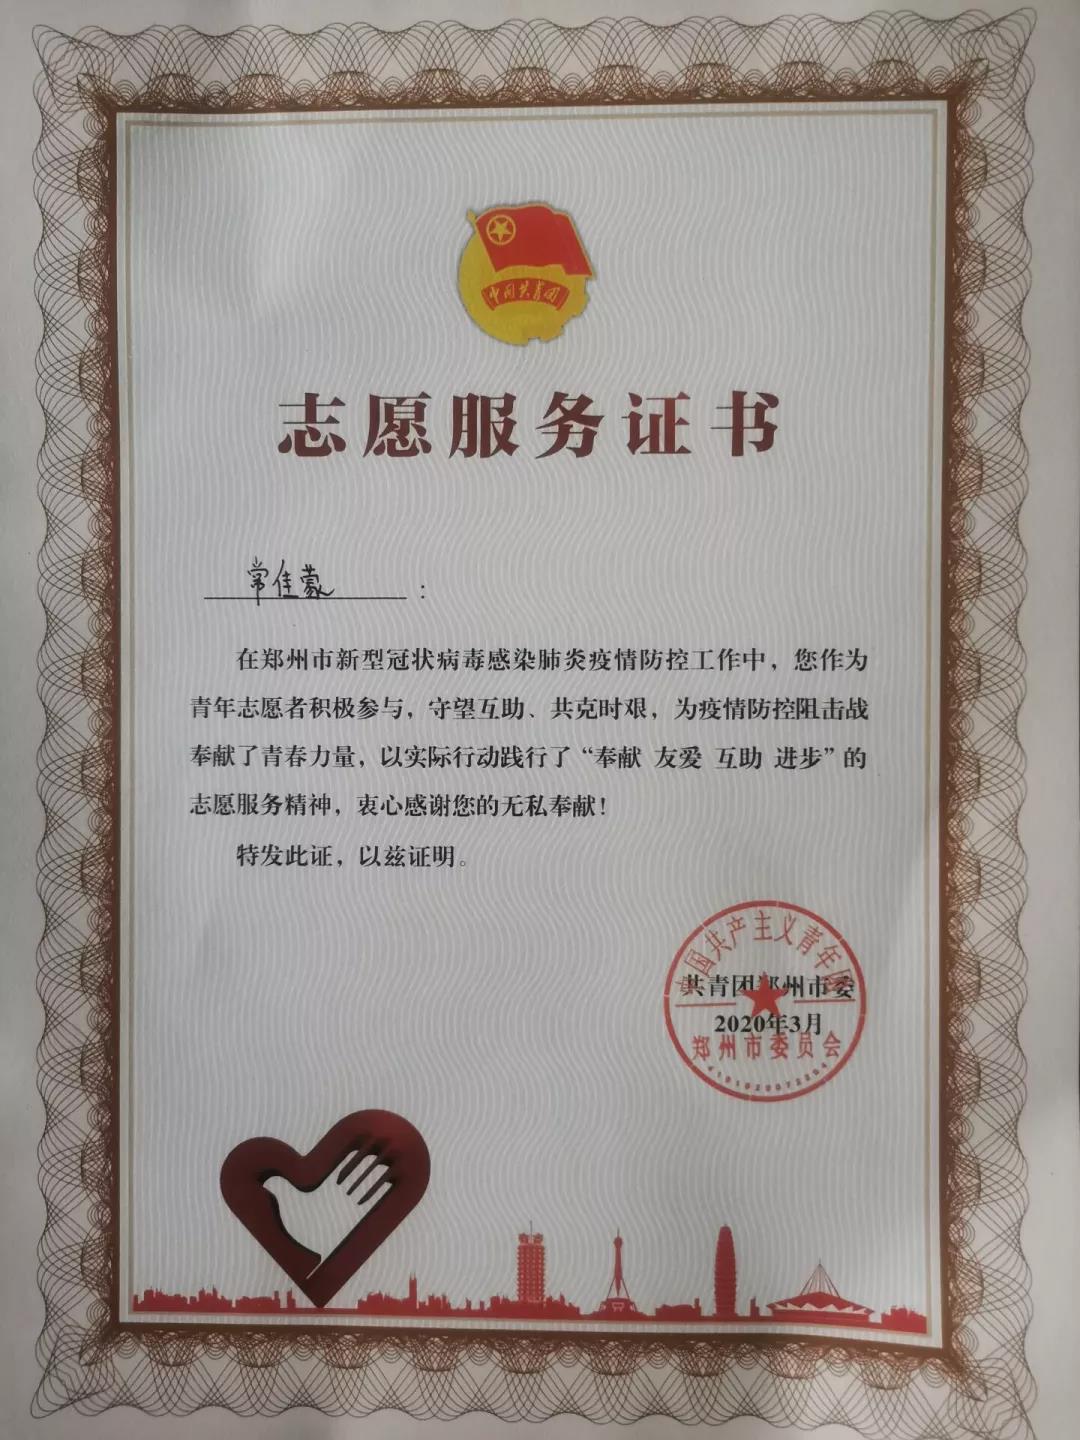 中国共青团
志愿服务证书
常佳蒙：
在郑州市新型冠状病毒感染肺炎疫情防控工作中，您作为
青年志愿者积极参与，守望互助、共克时艰，为疫情防控阻击战
奉献了青春力量，以实际行动践行了“奉献 友爱 互助 进步”的
志愿服务精神，衷心感谢您的无私奉献！
特发此证，以兹证明。
中国共产主义青年团
共青团郑州市委
2020年3月
郑州市委员会